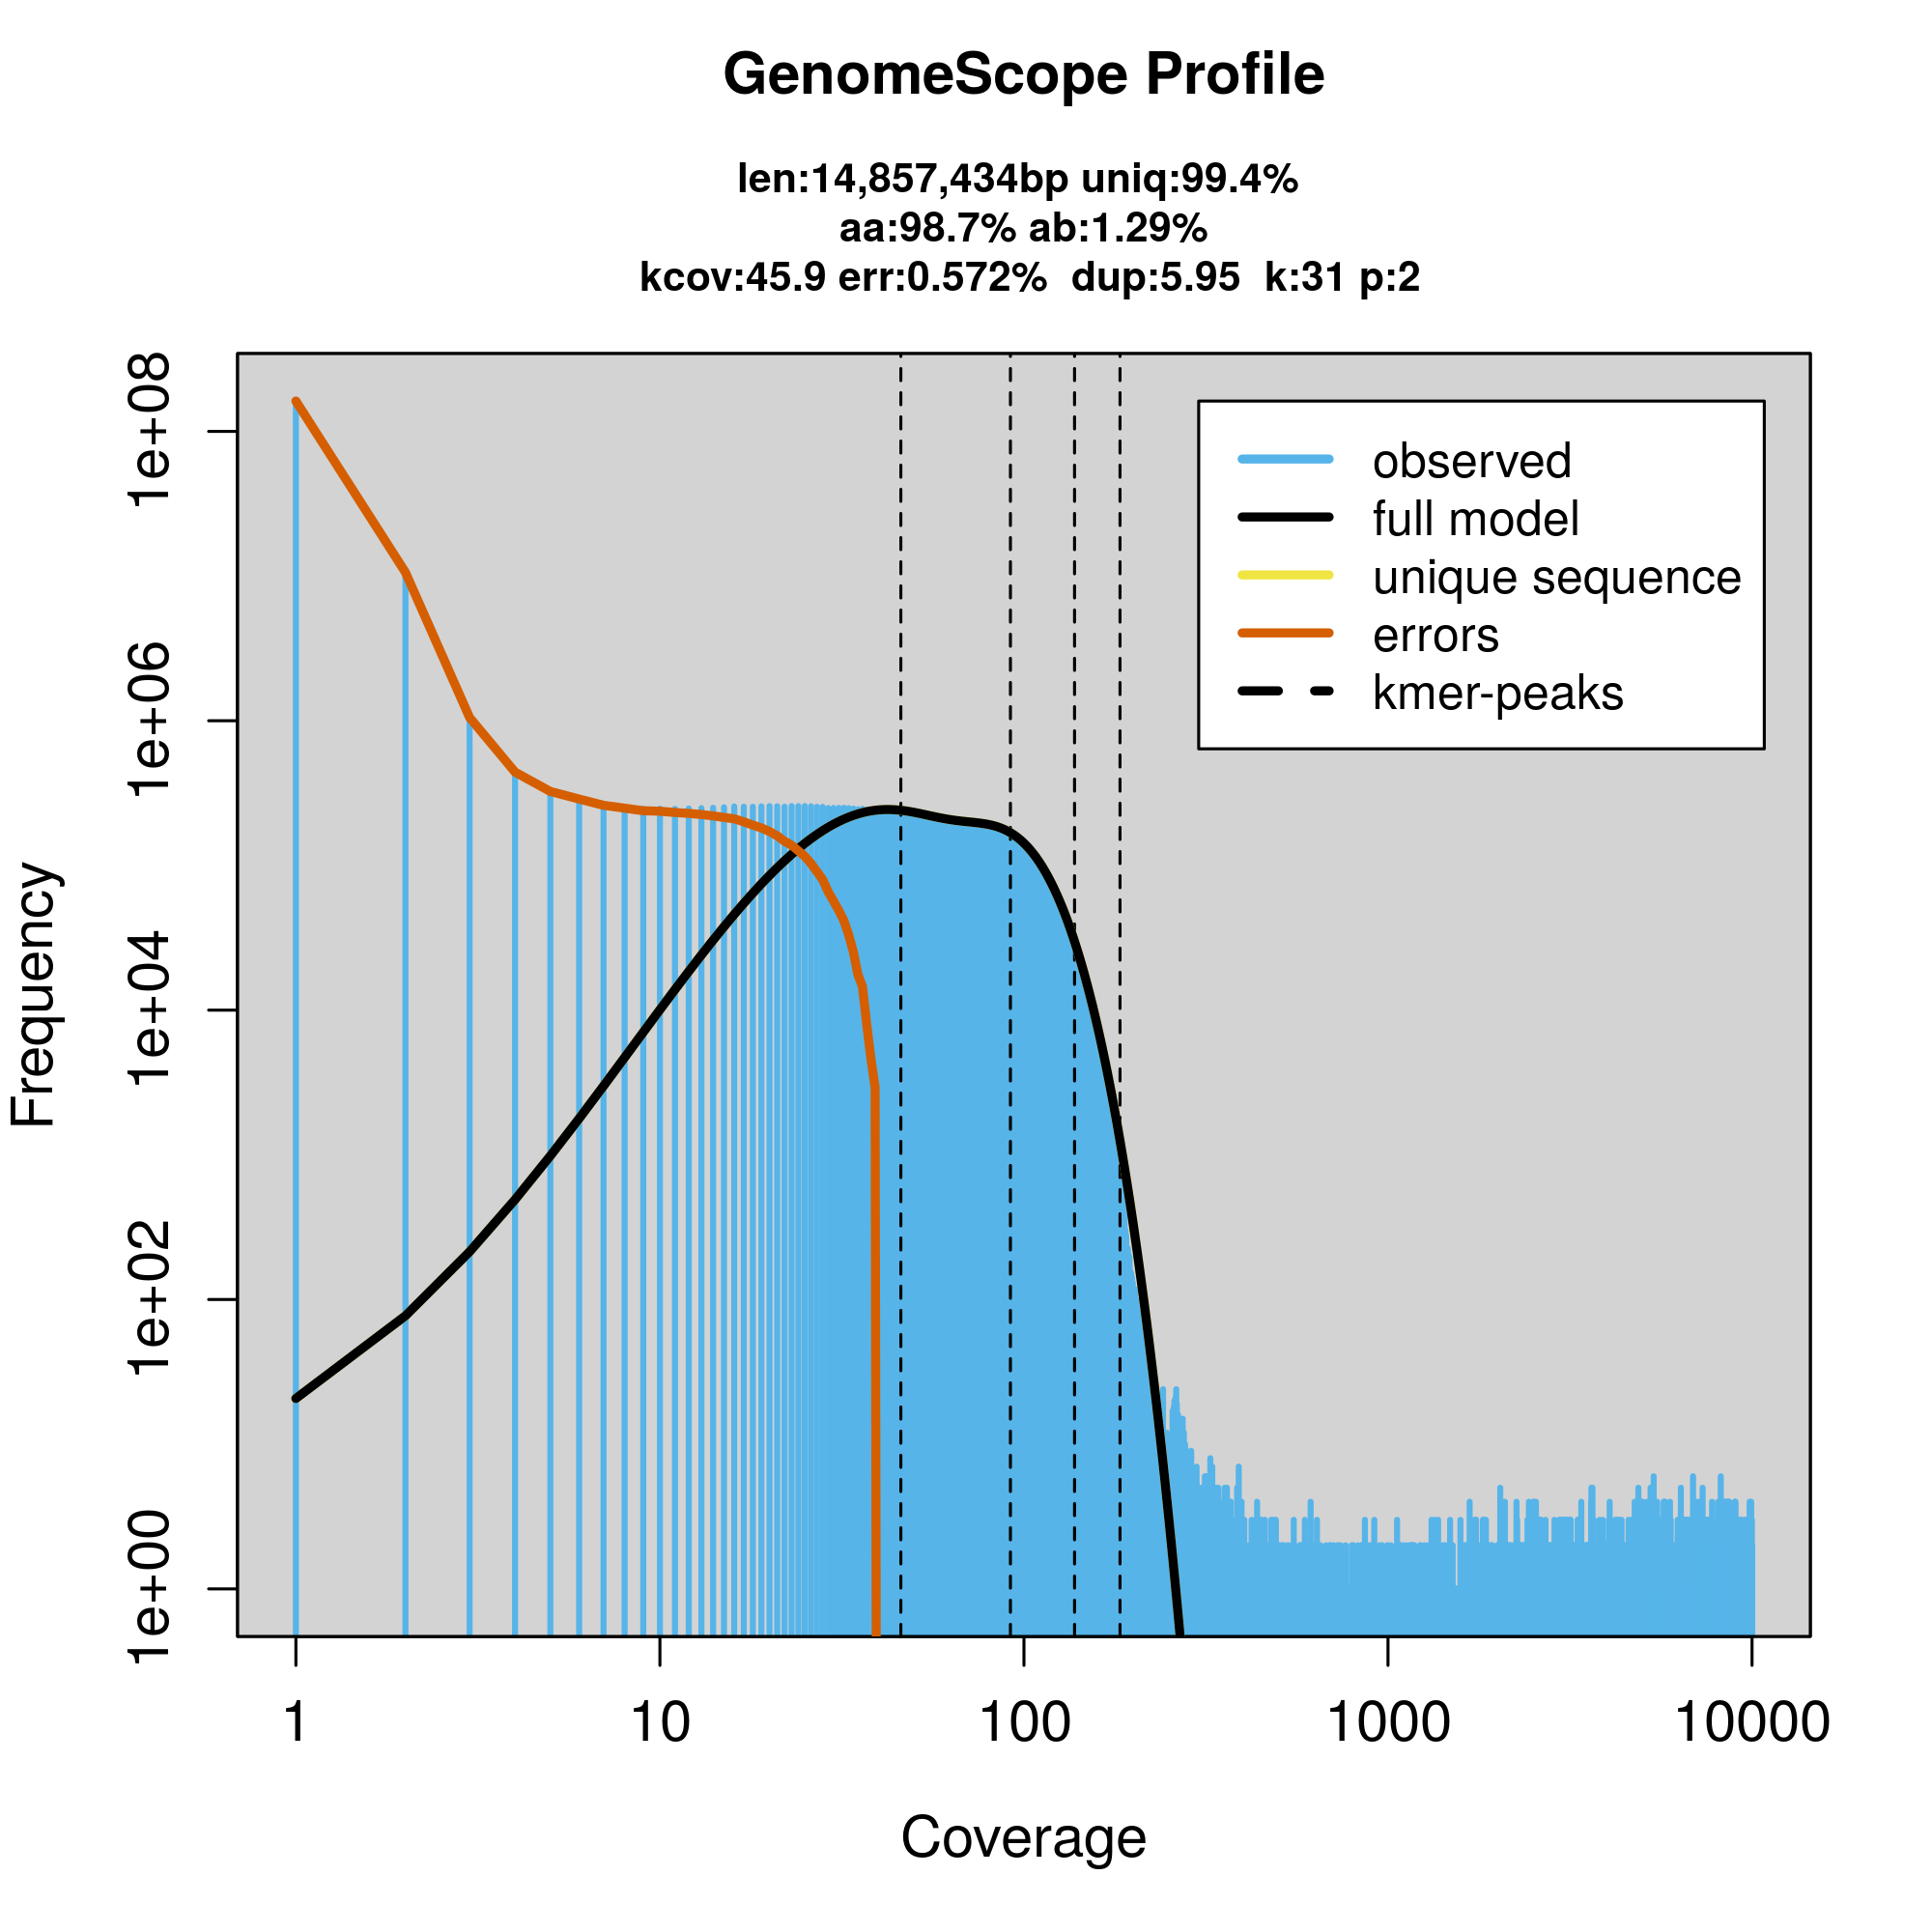 GenomeScope Profile
len:14,857,434bp uniq:99.4%
aa:98.7% ab:1.29%
kcov:45.9 err:0.572%  dup:5.95  k:31 p:2
observed
full model
unique sequence
errors
kmer-peaks
Frequency
1e+08
1e+06
1e+04
1e+02
1e+00
1
10
100
1000
10000
Coverage